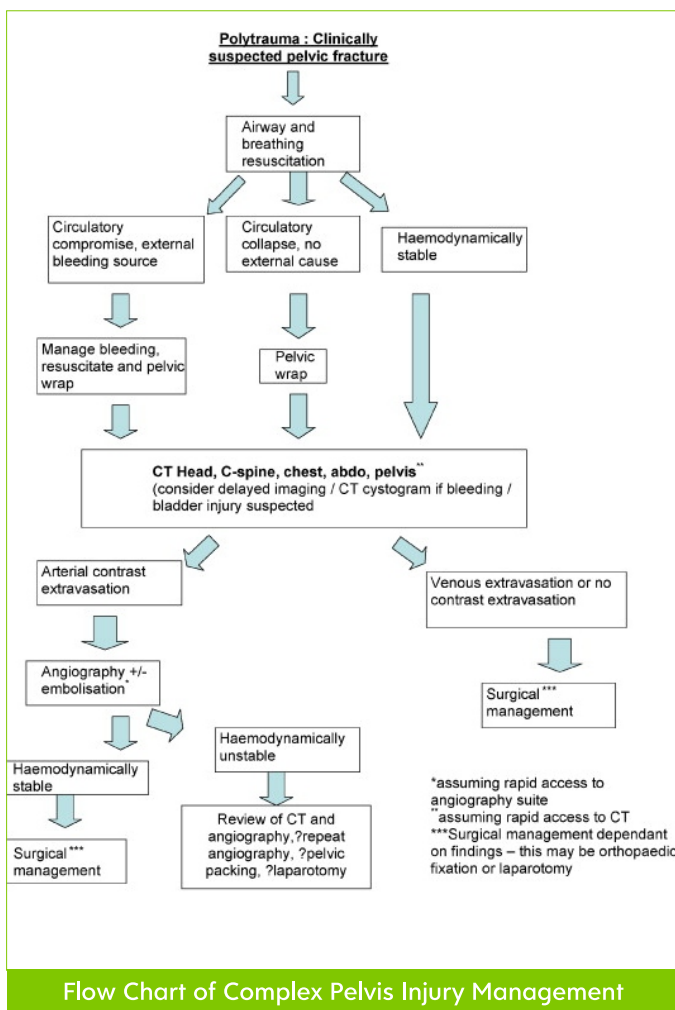 Polytrauma : Clinically
suspected pelvic fracture
Airway and
breathing
resuscitation
Circulatory
compromise, external
bleeding source
Circulatory
collapse, no
external cause
Haemodynamically
stable
Manage bleeding,
resuscitate and pelvic
wrap
Pelvic
wrap
CT Head, C-spine, chest, abdo, pelvis**
(consider delayed imaging / CT cystogram if bleeding /
bladder injury suspected
Arterial contrast
extravasation
Venous extravasation or no
contrast extravasation
Angiography +/-
embolisation*
Surgical***
management
Haemodynamically
stable
Haemodynamically
unstable
Surgical***
management
Review of CT and
angiography,?repeat
angiography, ?pelvic
packing, ?laparotomy
*assuming rapid access to
angiography suite
**assuming rapid access to CT
***Surgical management dependant
on findings – this may be orthopaedic
fixation or laparotomy
Flow Chart of Complex Pelvis Injury Management